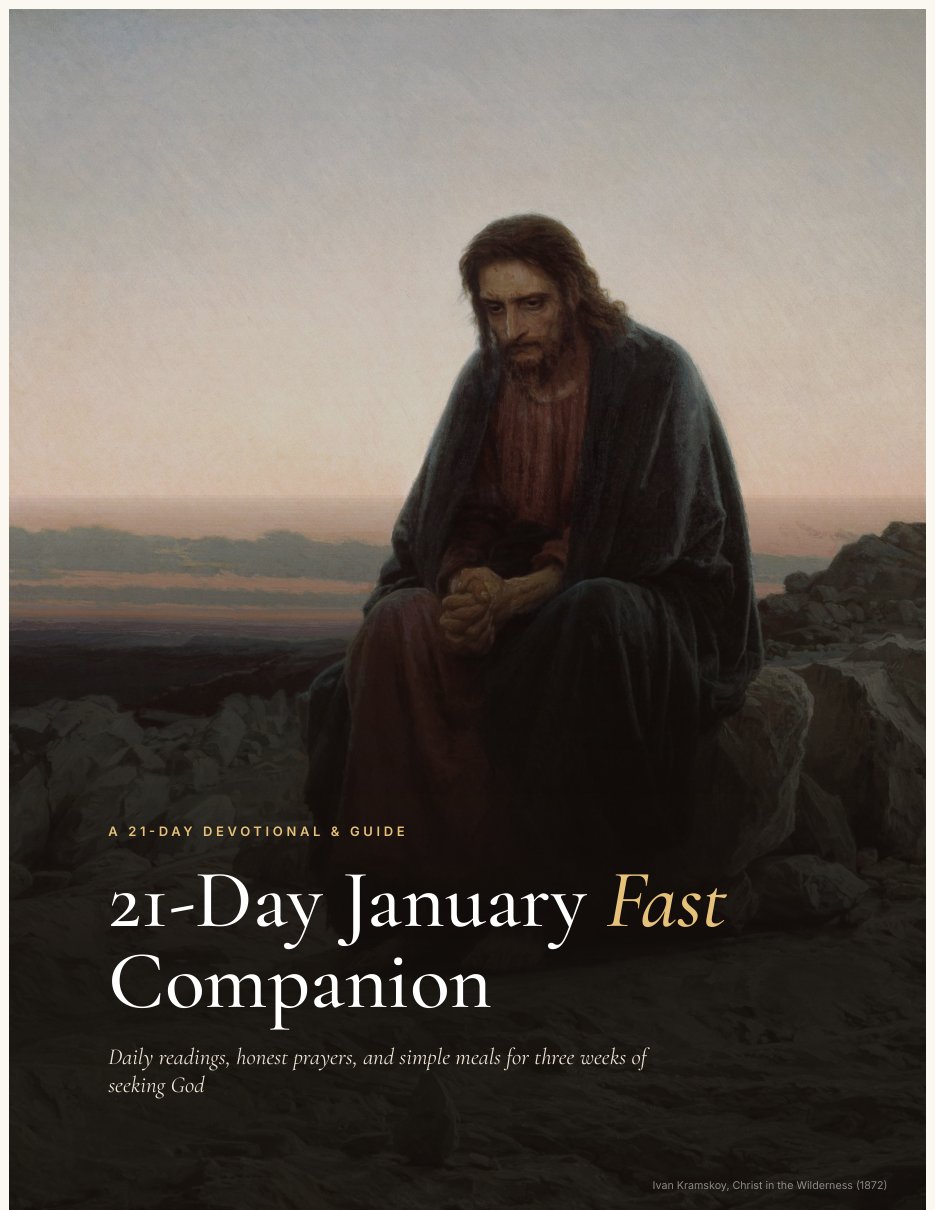 A 21-DAY DEVOTIONAL & GUIDE
21-Day January Fast
Companion
Daily readings, honest prayers, and simple meals for three weeks of
seeking God
Ivan Kramskoy, Christ in the Wilderness (1872)